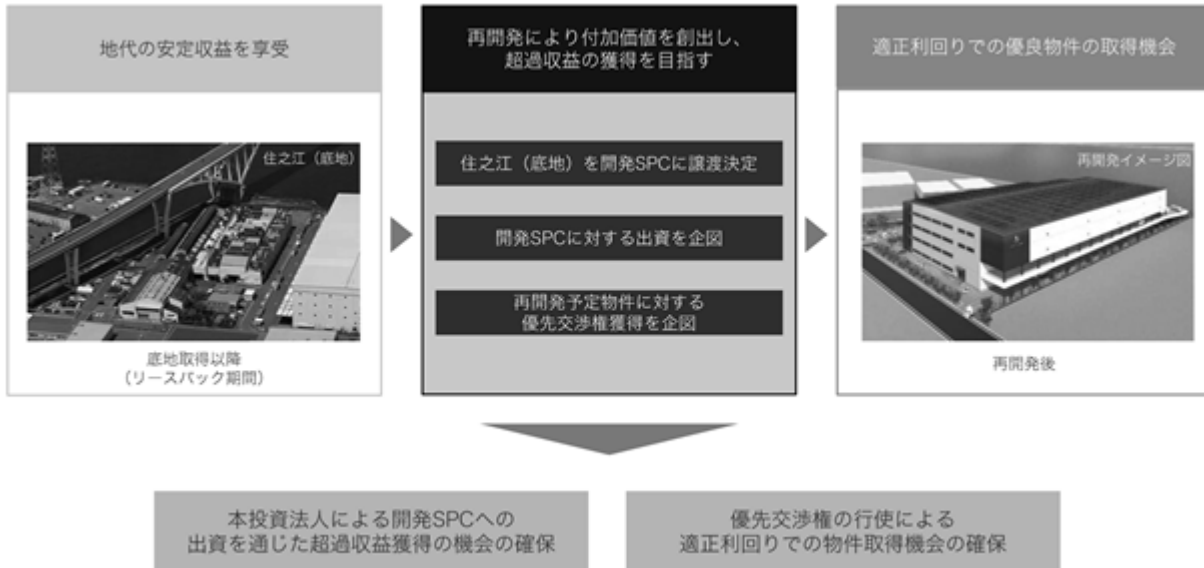 地代の安定収益を享受
住之江（底地）
底地取得以降
（リースバック期間）
再開発により付加価値を創出し、
超過収益の獲得を目指す
住之江（底地）を開発SPCに譲渡決定
開発SPCに対する出資を企図
再開発予定物件に対する
優先交渉権獲得を企図
適正利回りでの優良物件の取得機会
再開発イメージ図
再開発後
本投資法人による開発SPCへの
出資を通じた超過収益獲得の機会の確保
優先交渉権の行使による
適正利回りでの物件取得機会の確保